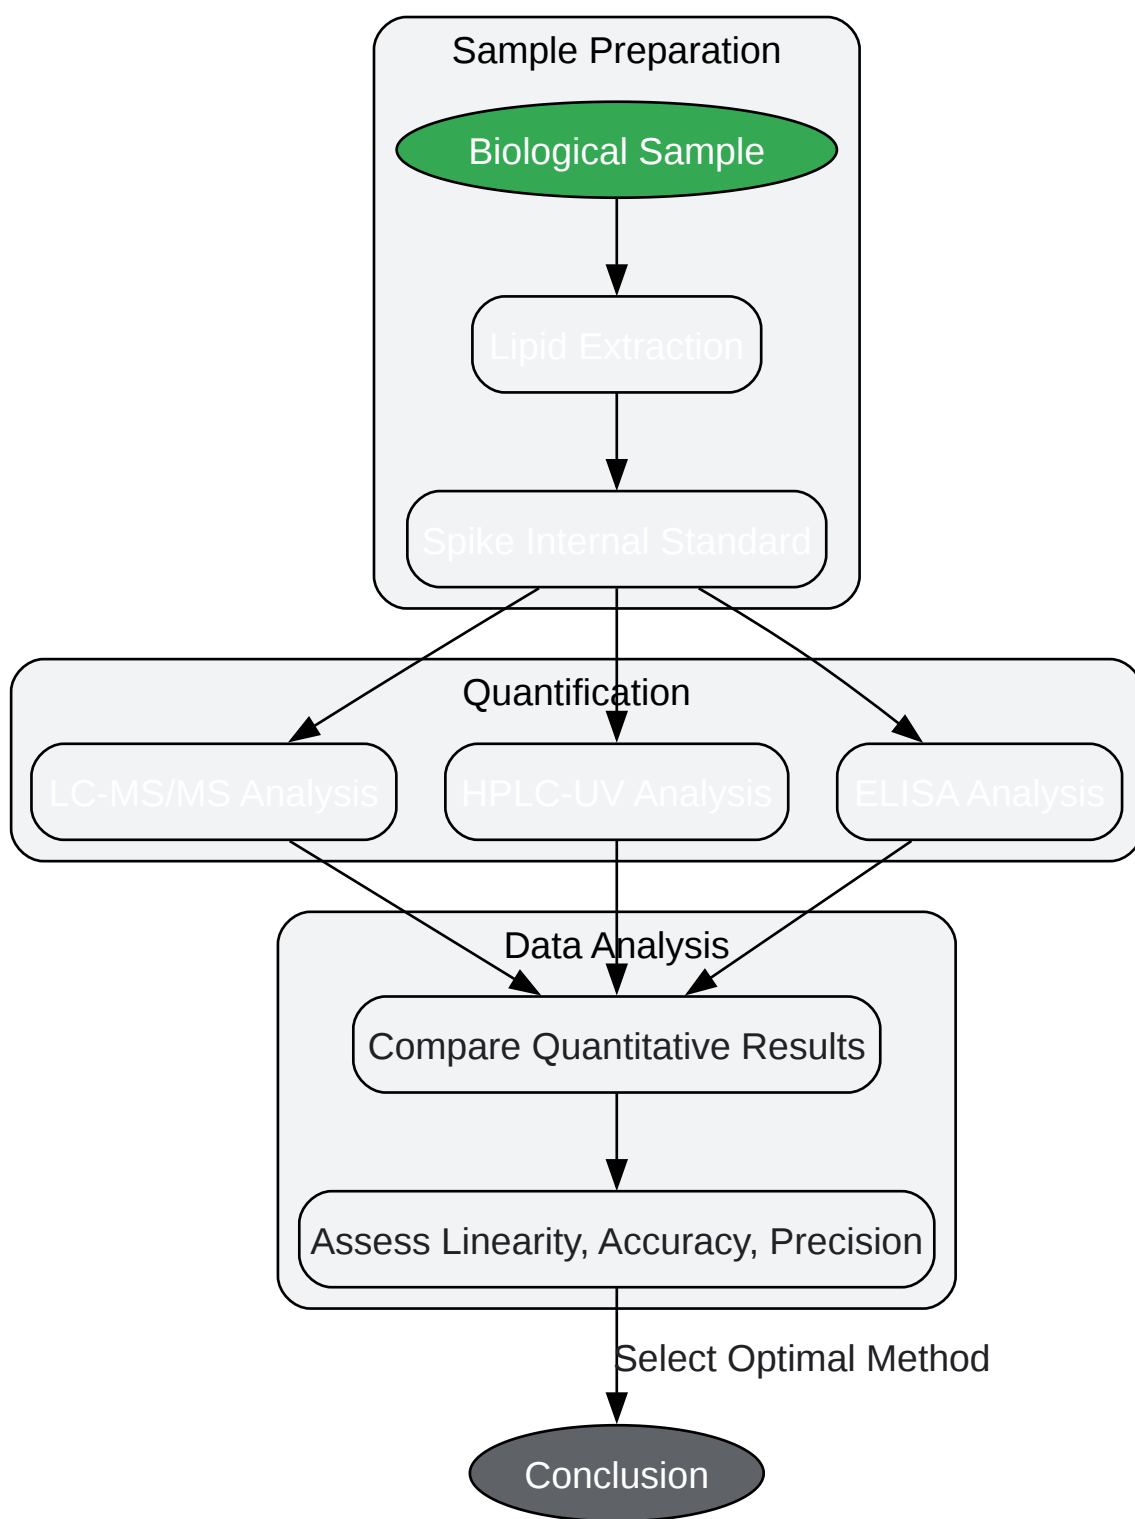 Sample Preparation
Biological Sample
Lipid Extraction
Spike Internal Standard
Quantification
LC-MS/MS Analysis
HPLC-UV Analysis
ELISA Analysis
Data Analysis
Compare Quantitative Results
Assess Linearity, Accuracy, Precision
Select Optimal Method
Conclusion